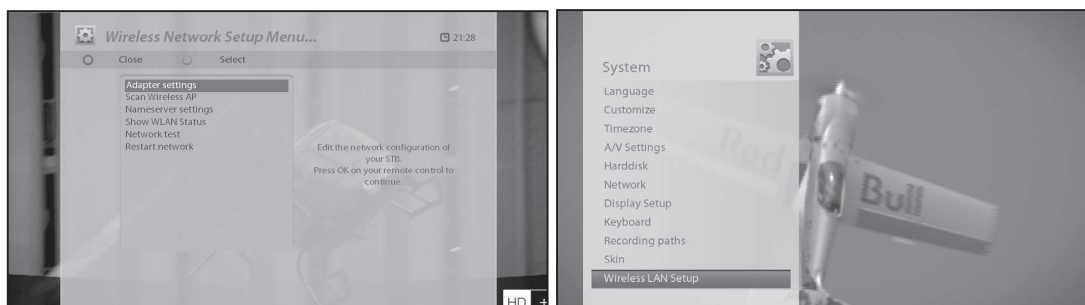 Wireless Network Setup Menu...
21:28
Close Select
Adapter settings
Scan Wireless AP
Nameserver settings
Show WLAN Status
Network test
Restart network
Edit the network configuration of
your STB.
Press OK on your remote control to
continue.
HD +
System
Language
Customize
Timezone
A/V Settings
Harddisk
Network
Display Setup
Keyboard
Recording paths
Skin
Wireless LAN Setup
Red
Bull